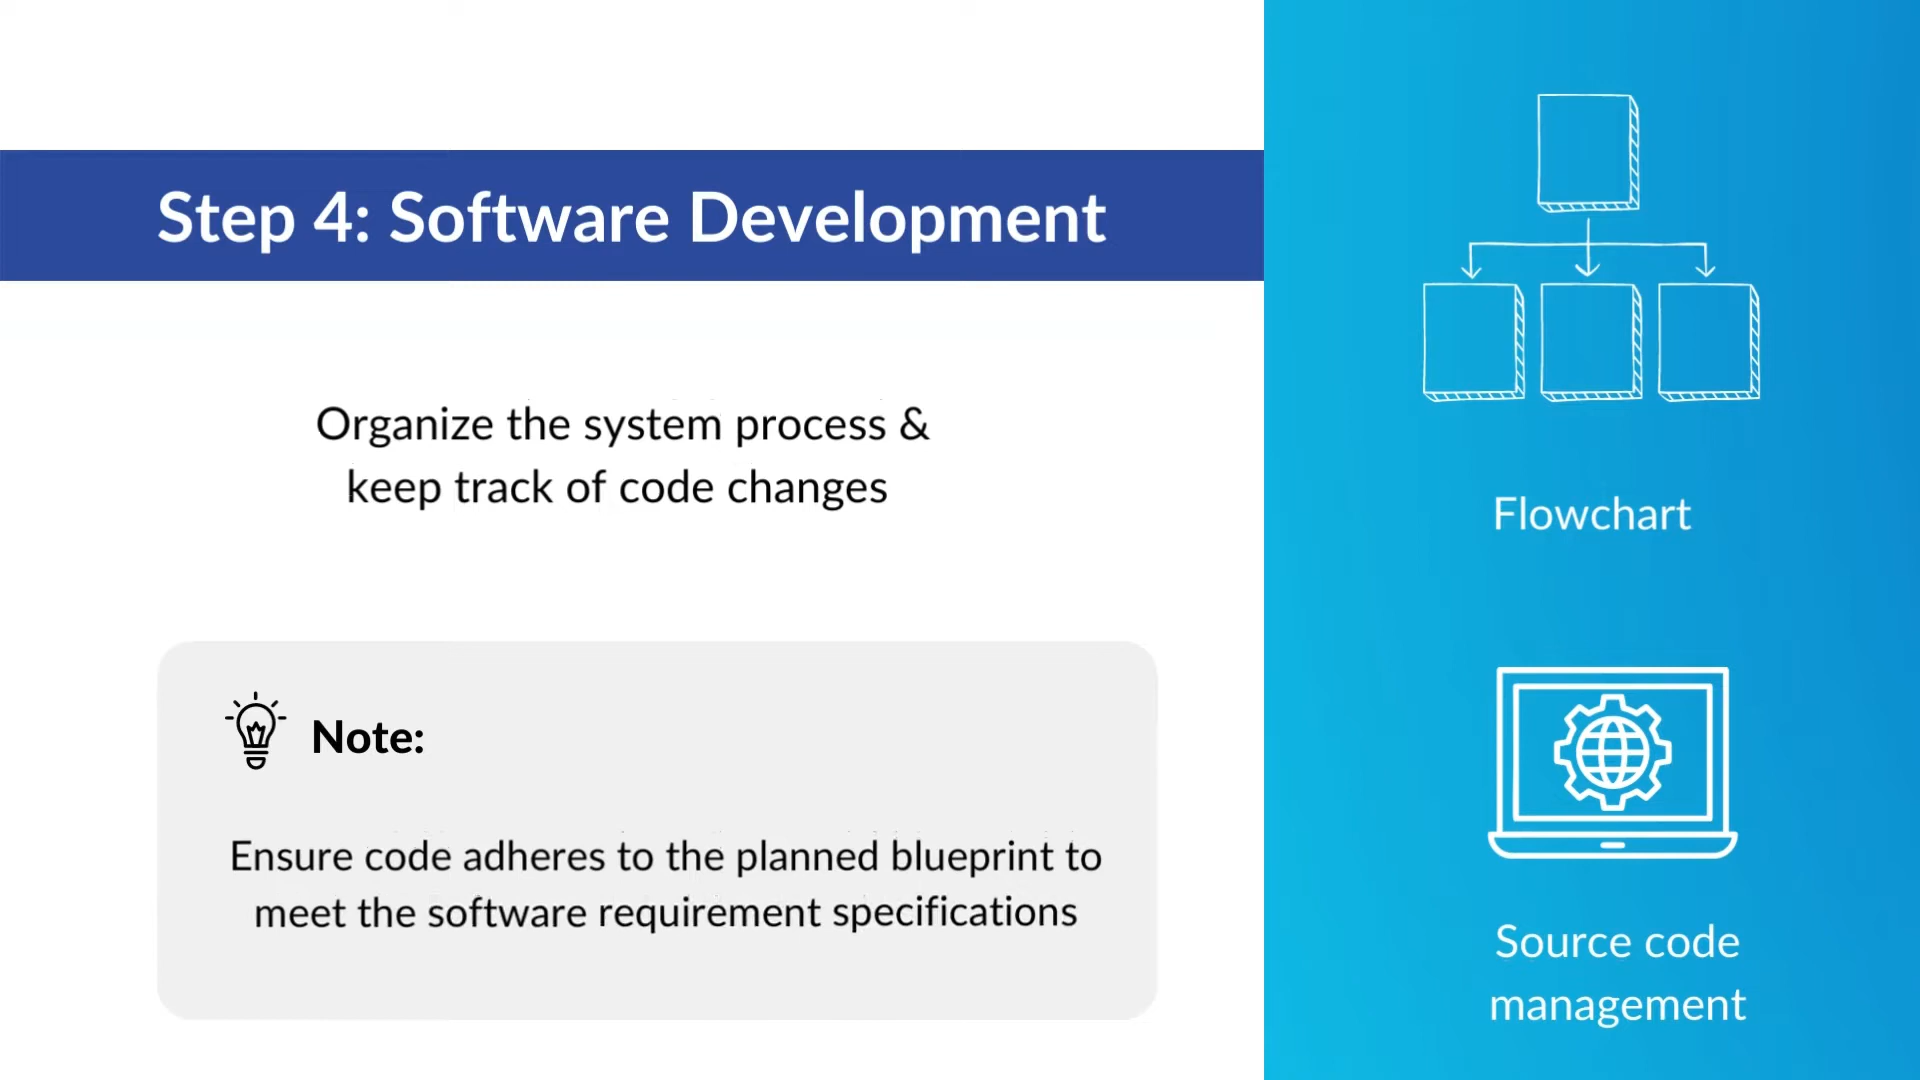 Step 4: Software Development
Organize the system process &
keep track of code changes
Note:
Ensure code adheres to the planned blueprint to
meet the software requirement specifications
Flowchart
Source code
management